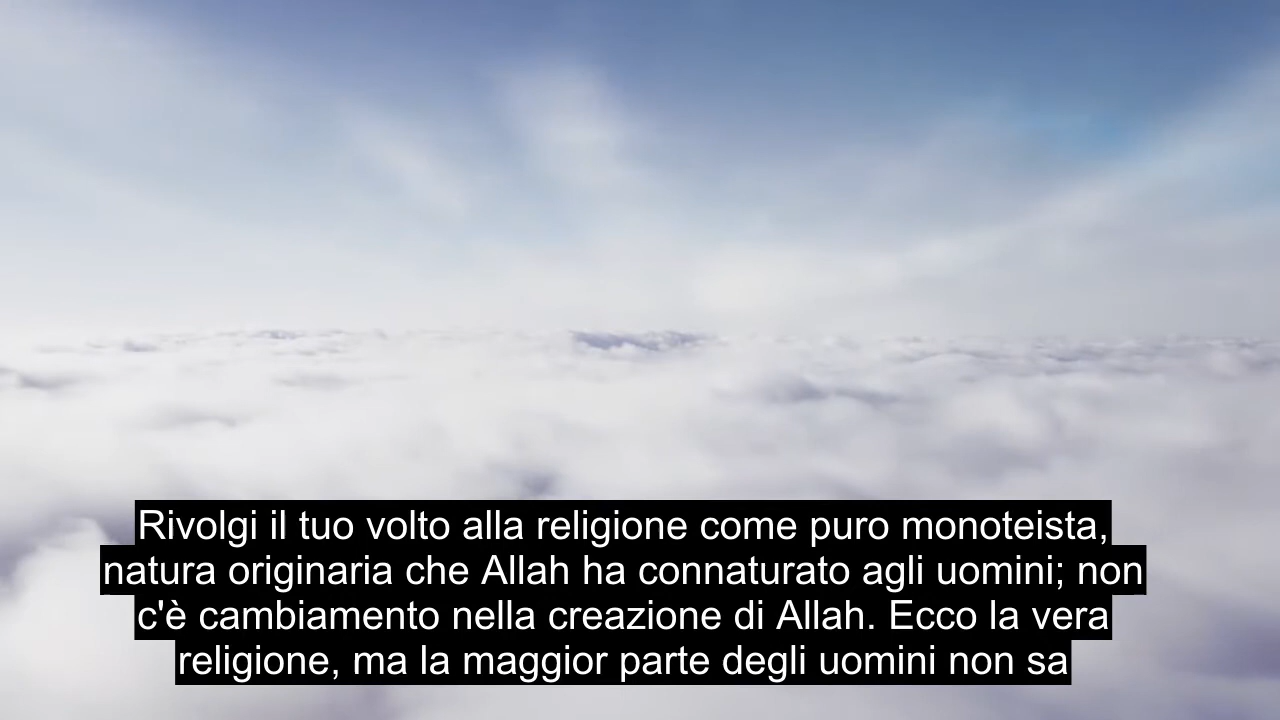 Rivolgi il tuo volto alla religione come puro monoteista,
natura originaria che Allah ha connaturato agli uomini; non
c'è cambiamento nella creazione di Allah. Ecco la vera
religione, ma la maggior parte degli uomini non sa